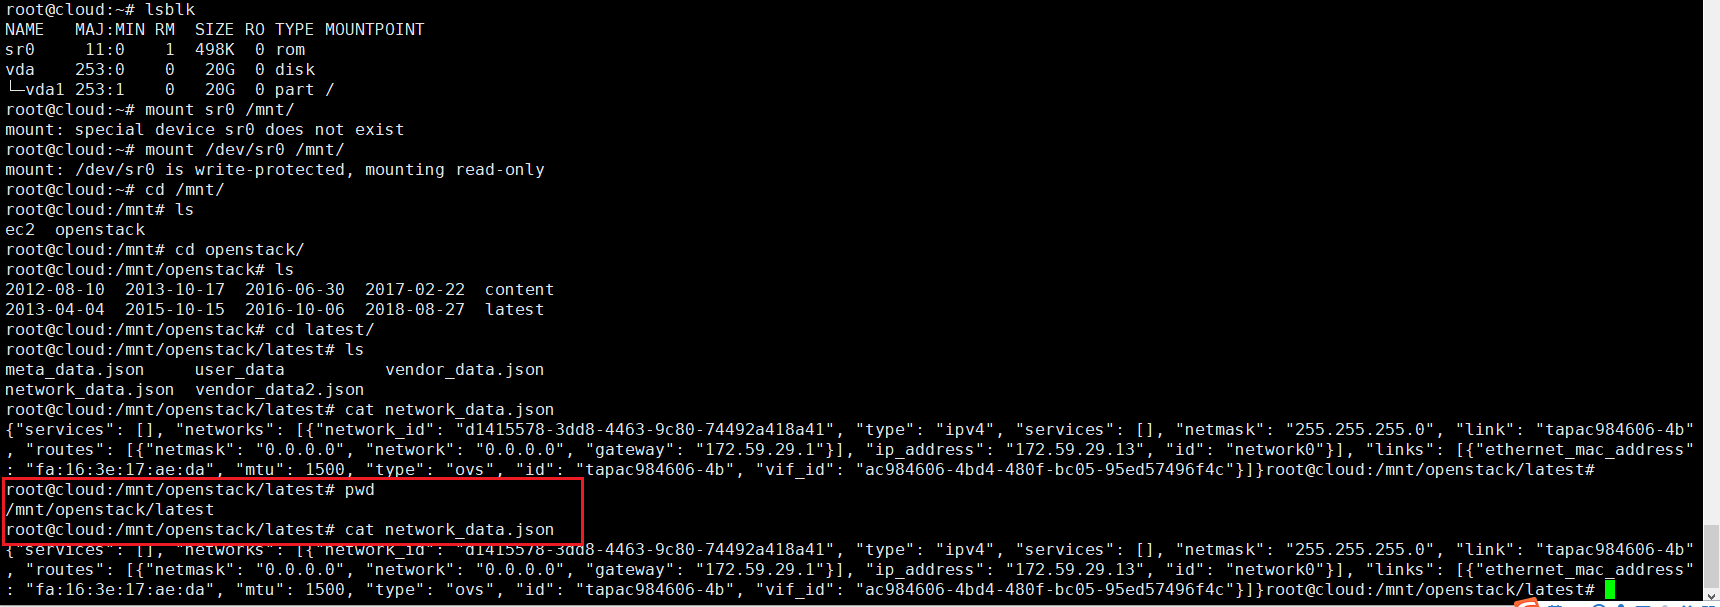 root@cloud:~# lsblk
NAME   MAJ:MIN RM  SIZE RO TYPE MOUNTPOINT
sr0     11:0    1  498K  0 rom
vda    253:0    0   20G  0 disk
└─vda1 253:1    0   20G  0 part /
root@cloud:~# mount sr0 /mnt/
mount: special device sr0 does not exist
root@cloud:~# mount /dev/sr0 /mnt/
mount: /dev/sr0 is write-protected, mounting read-only
root@cloud:~# cd /mnt/
root@cloud:/mnt# ls
ec2  openstack
root@cloud:/mnt# cd openstack/
root@cloud:/mnt/openstack# ls
2012-08-10  2013-10-17  2016-06-30  2017-02-22  content
2013-04-04  2015-10-15  2016-10-06  2018-08-27  latest
root@cloud:/mnt/openstack# cd latest/
root@cloud:/mnt/openstack/latest# ls
meta_data.json     user_data          vendor_data.json
network_data.json  vendor_data2.json
root@cloud:/mnt/openstack/latest# cat network_data.json
{"services": [], "networks": [{"network_id": "d1415578-3dd8-4463-9c80-74492a418a41", "type": "ipv4", "services": [], "netmask": "255.255.255.0", "link": "tapac984606-4b"
, "routes": [{"netmask": "0.0.0.0", "network": "0.0.0.0", "gateway": "172.59.29.1"}], "ip_address": "172.59.29.13", "id": "network0"}], "links": [{"ethernet_mac_address"
: "fa:16:3e:17:ae:da", "mtu": 1500, "type": "ovs", "id": "tapac984606-4b", "vif_id": "ac984606-4bd4-480f-bc05-95ed57496f4c"}]}root@cloud:/mnt/openstack/latest#
root@cloud:/mnt/openstack/latest# pwd
/mnt/openstack/latest
root@cloud:/mnt/openstack/latest# cat network_data.json
{"services": [], "networks": [{"network_id": "d1415578-3dd8-4463-9c80-74492a418a41", "type": "ipv4", "services": [], "netmask": "255.255.255.0", "link": "tapac984606-4b"
, "routes": [{"netmask": "0.0.0.0", "network": "0.0.0.0", "gateway": "172.59.29.1"}], "ip_address": "172.59.29.13", "id": "network0"}], "links": [{"ethernet_mac_address"
: "fa:16:3e:17:ae:da", "mtu": 1500, "type": "ovs", "id": "tapac984606-4b", "vif_id": "ac984606-4bd4-480f-bc05-95ed57496f4c"}]}root@cloud:/mnt/openstack/latest#